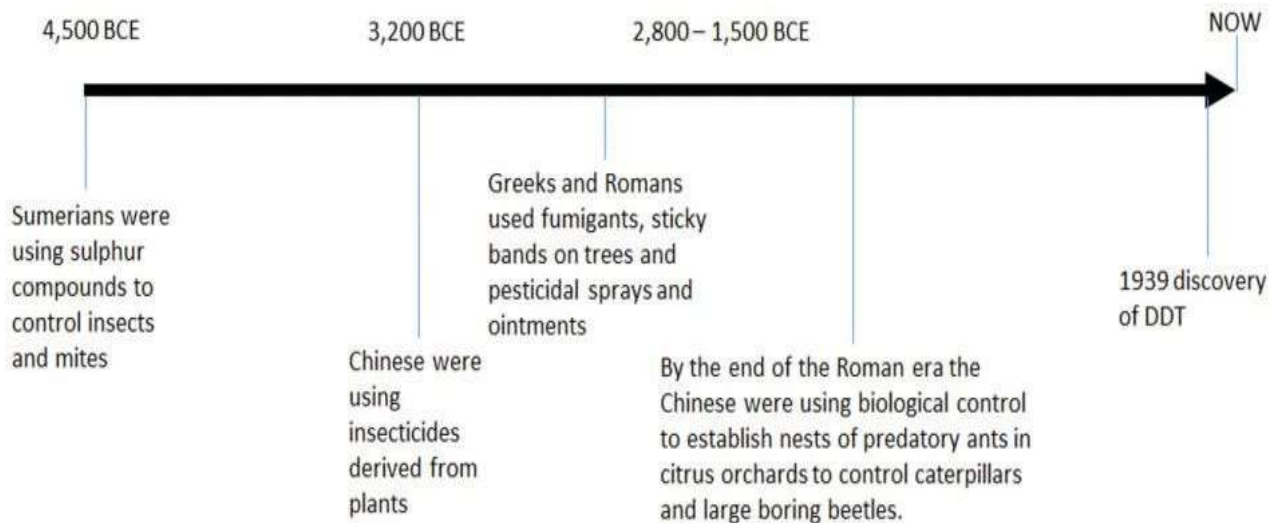 4,500 BCE
3,200 BCE
2,800 – 1,500 BCE
NOW
Sumerians were
using sulphur
compounds to
control insects
and mites
Chinese were
using
insecticides
derived from
plants
Greeks and Romans
used fumigants, sticky
bands on trees and
pesticidal sprays and
ointments
By the end of the Roman era the
Chinese were using biological control
to establish nests of predatory ants in
citrus orchards to control caterpillars
and large boring beetles.
1939 discovery
of DDT